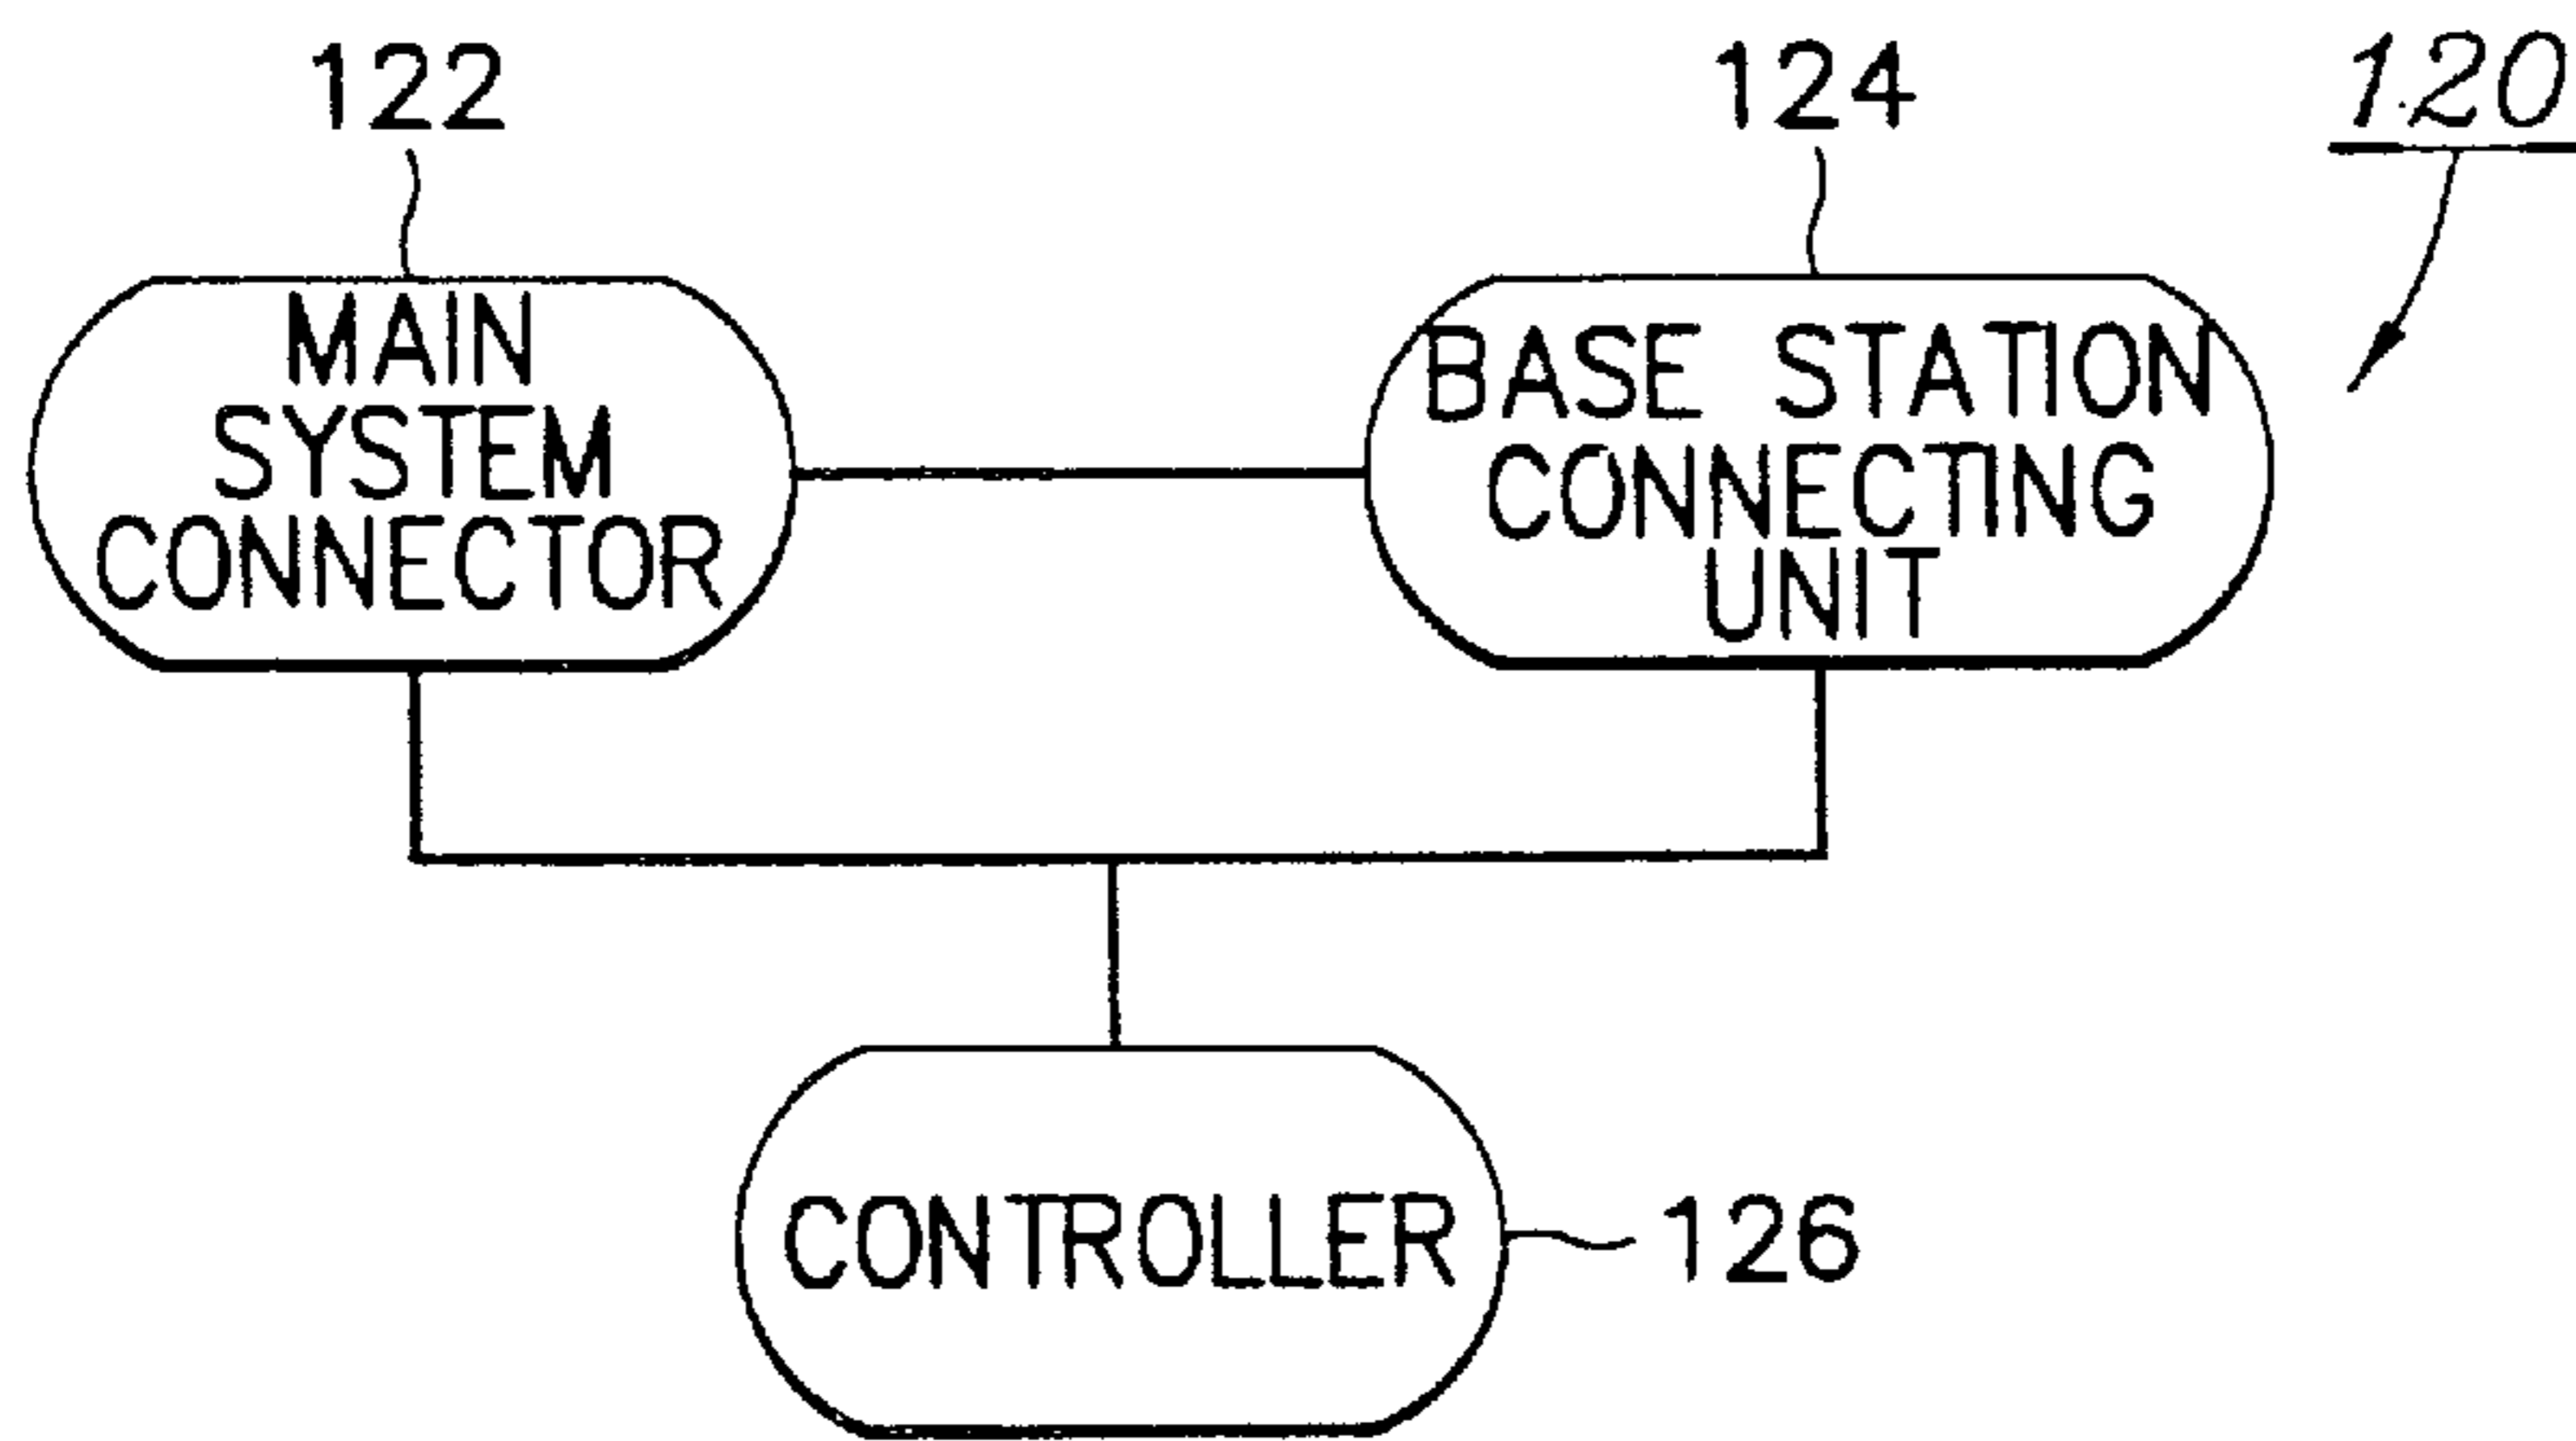 122
124
120
MAIN
SYSTEM
CONNECTOR
BASE STATION
CONNECTING
UNIT
CONTROLLER
126